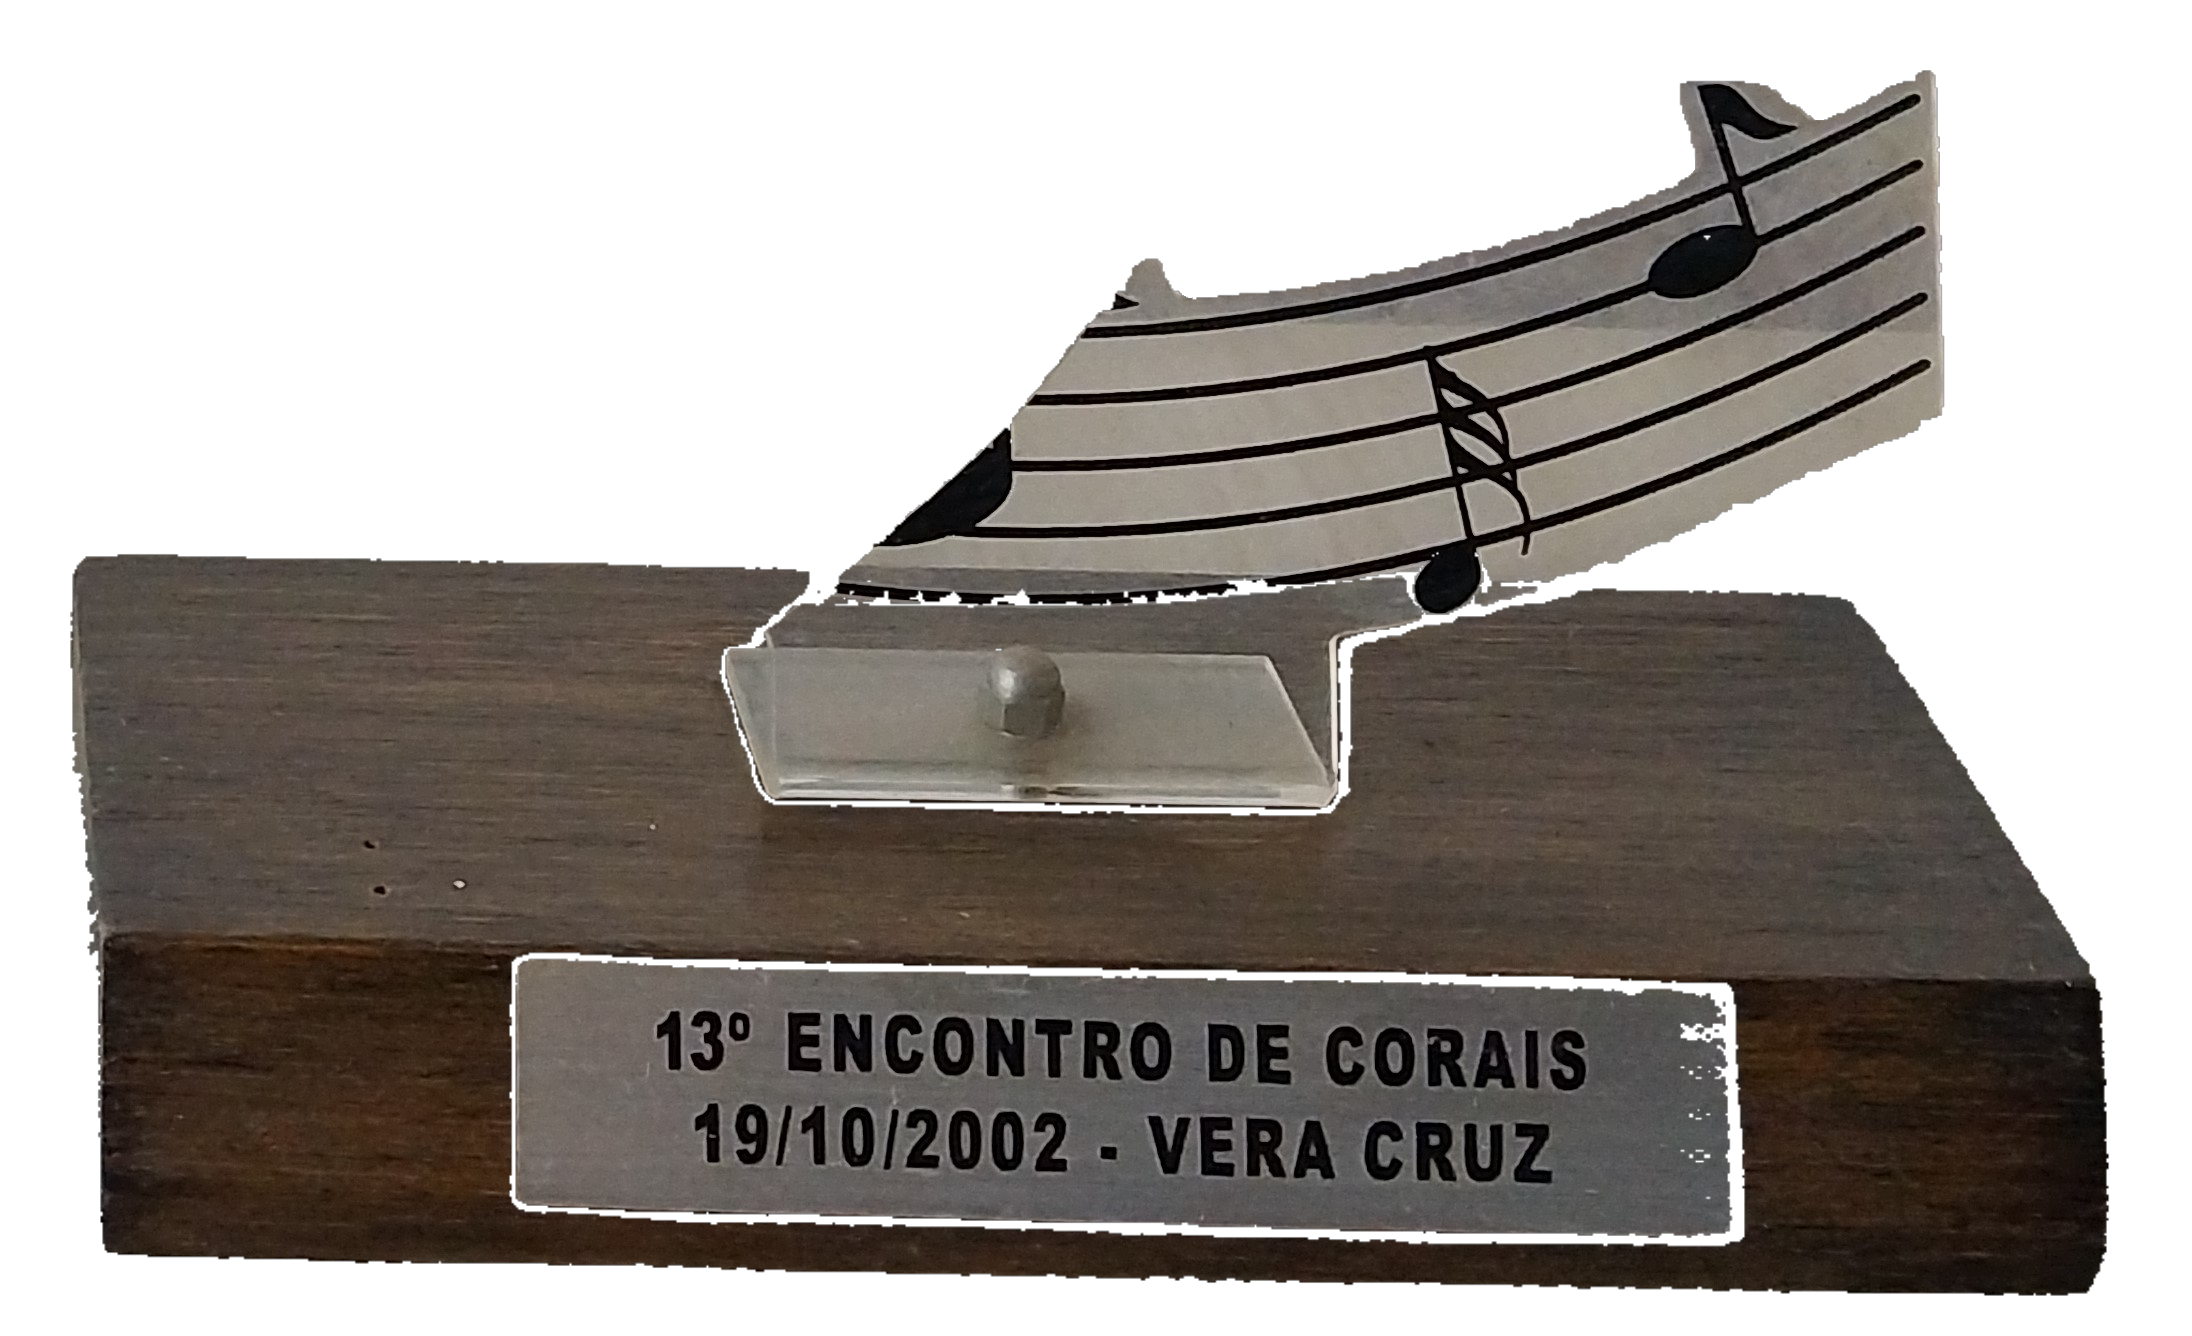 13º ENCONTRO DE CORAIS
19/10/2002 - VERA CRUZ